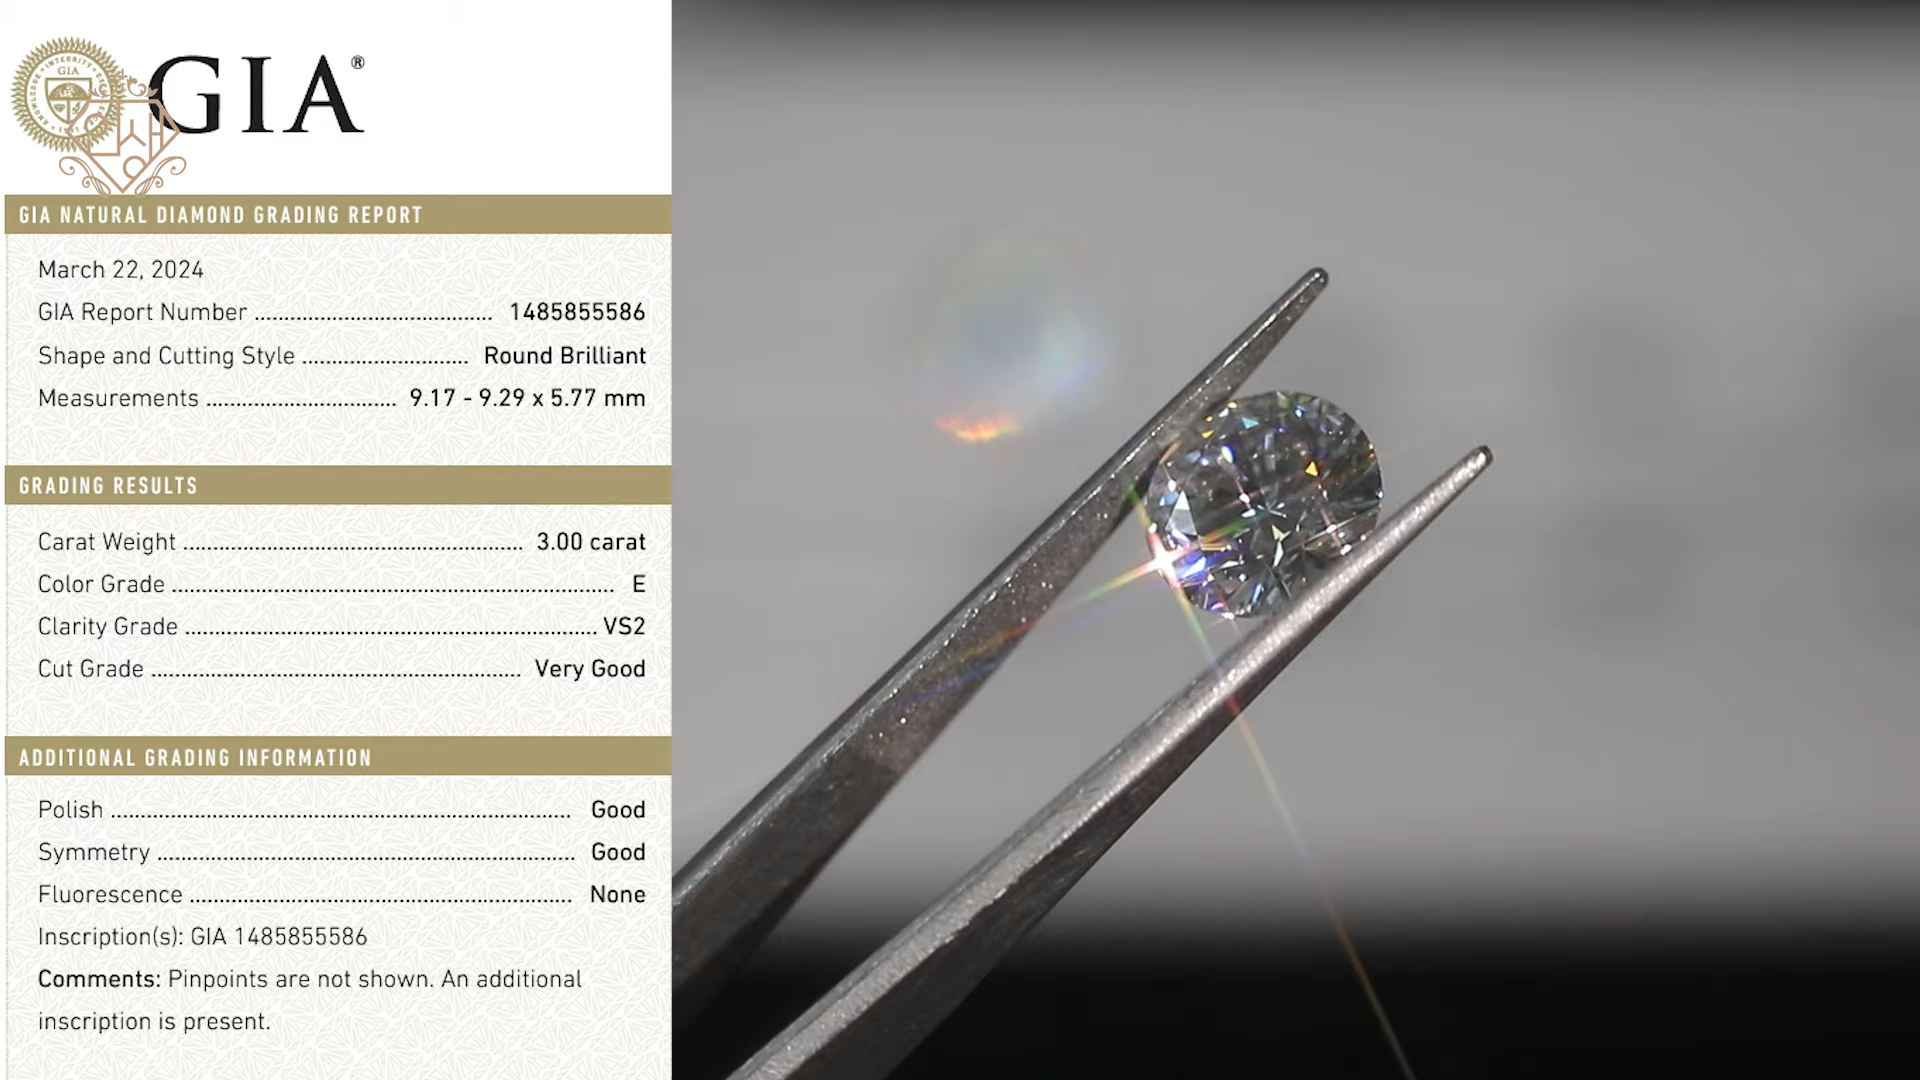 GIA®
GIA NATURAL DIAMOND GRADING REPORT
March 22, 2024
GIA Report Number ........................................ 1485855586
Shape and Cutting Style ............................ Round Brilliant
Measurements ................................ 9.17 - 9.29 x 5.77 mm
GRADING RESULTS
Carat Weight ......................................................... 3.00 carat
Color Grade .......................................................................... E
Clarity Grade ..................................................................... VS2
Cut Grade .............................................................. Very Good
ADDITIONAL GRADING INFORMATION
Polish ............................................................................. Good
Symmetry ...................................................................... Good
Fluorescence ................................................................ None
Inscription(s): GIA 1485855586
Comments: Pinpoints are not shown. An additional
inscription is present.